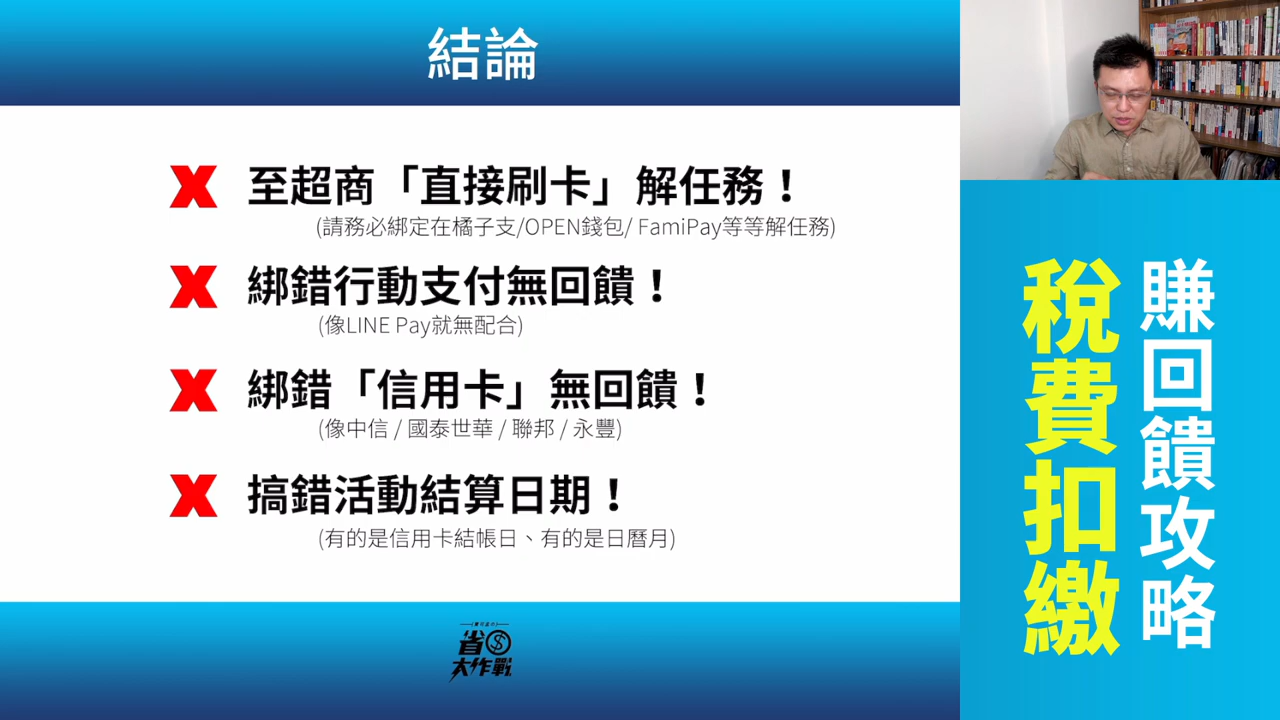 結論
X 至超商「直接刷卡」解任務！
(請務必綁定在橘子支/OPEN錢包/ FamiPay等等解任務)
X 綁錯行動支付無回饋！
(像LINE Pay就無配合)
X 綁錯「信用卡」無回饋！
(像中信 / 國泰世華 / 聯邦 / 永豐)
X 搞錯活動結算日期！
(有的是信用卡結帳日、有的是日曆月)
省$
大作戰
賺回饋攻略
稅費扣繳